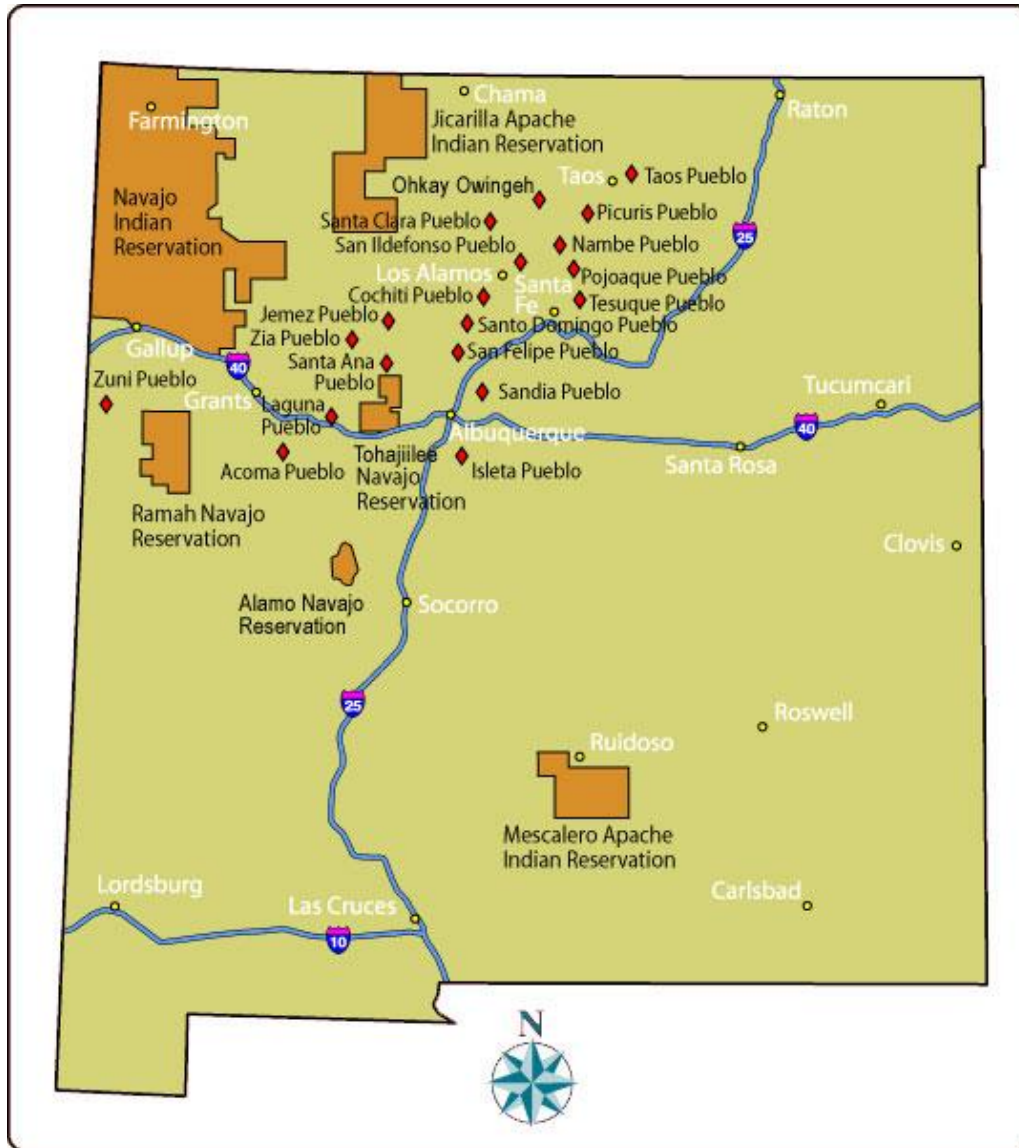 Chama
Raton
Farmington
Jicarilla Apache
Indian Reservation
Taos
Taos Pueblo
Ohkay Owingeh
Navajo
Indian
Reservation
Picuris Pueblo
Santa Clara Pueblo
25
San Ildefonso Pueblo
Nambe Pueblo
Los Alamos
Pojoaque Pueblo
Santa
Fe
Cochiti Pueblo
Tesuque Pueblo
Jemez Pueblo
Santo Domingo Pueblo
Zia Pueblo
Gallup
San Felipe Pueblo
40
Santa Ana
Pueblo
Zuni Pueblo
Sandia Pueblo
Tucumcari
Grants
Laguna
Pueblo
40
Albuquerque
Tohajiilee
Navajo
Reservation
Santa Rosa
Acoma Pueblo
Isleta Pueblo
Ramah Navajo
Reservation
Clovis
Alamo Navajo
Reservation
Socorro
25
Roswell
Ruidoso
Mescalero Apache
Indian Reservation
Lordsburg
Carlsbad
Las Cruces
10
N